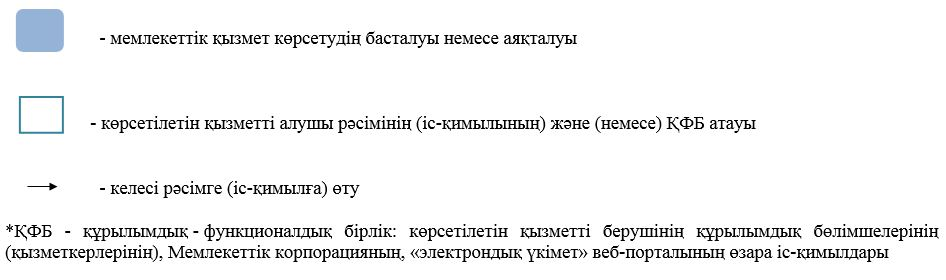 - мемлекеттік қызмет көрсетудің басталуы немесе аяқталуы
- көрсетілетін қызметті алушы рәсімінің (іс-қимылының) және (немесе) ҚФБ атауы
- келесі рәсімге (іс-қимылға) өту
*ҚФБ - құрылымдық - функционалдық бірлік: көрсетілетін қызметті берушінің құрылымдық бөлімшелерінің
(қызметкерлерінің), Мемлекеттік корпорацияның, «электрондық үкімет» веб-порталының өзара іс-қимылдары